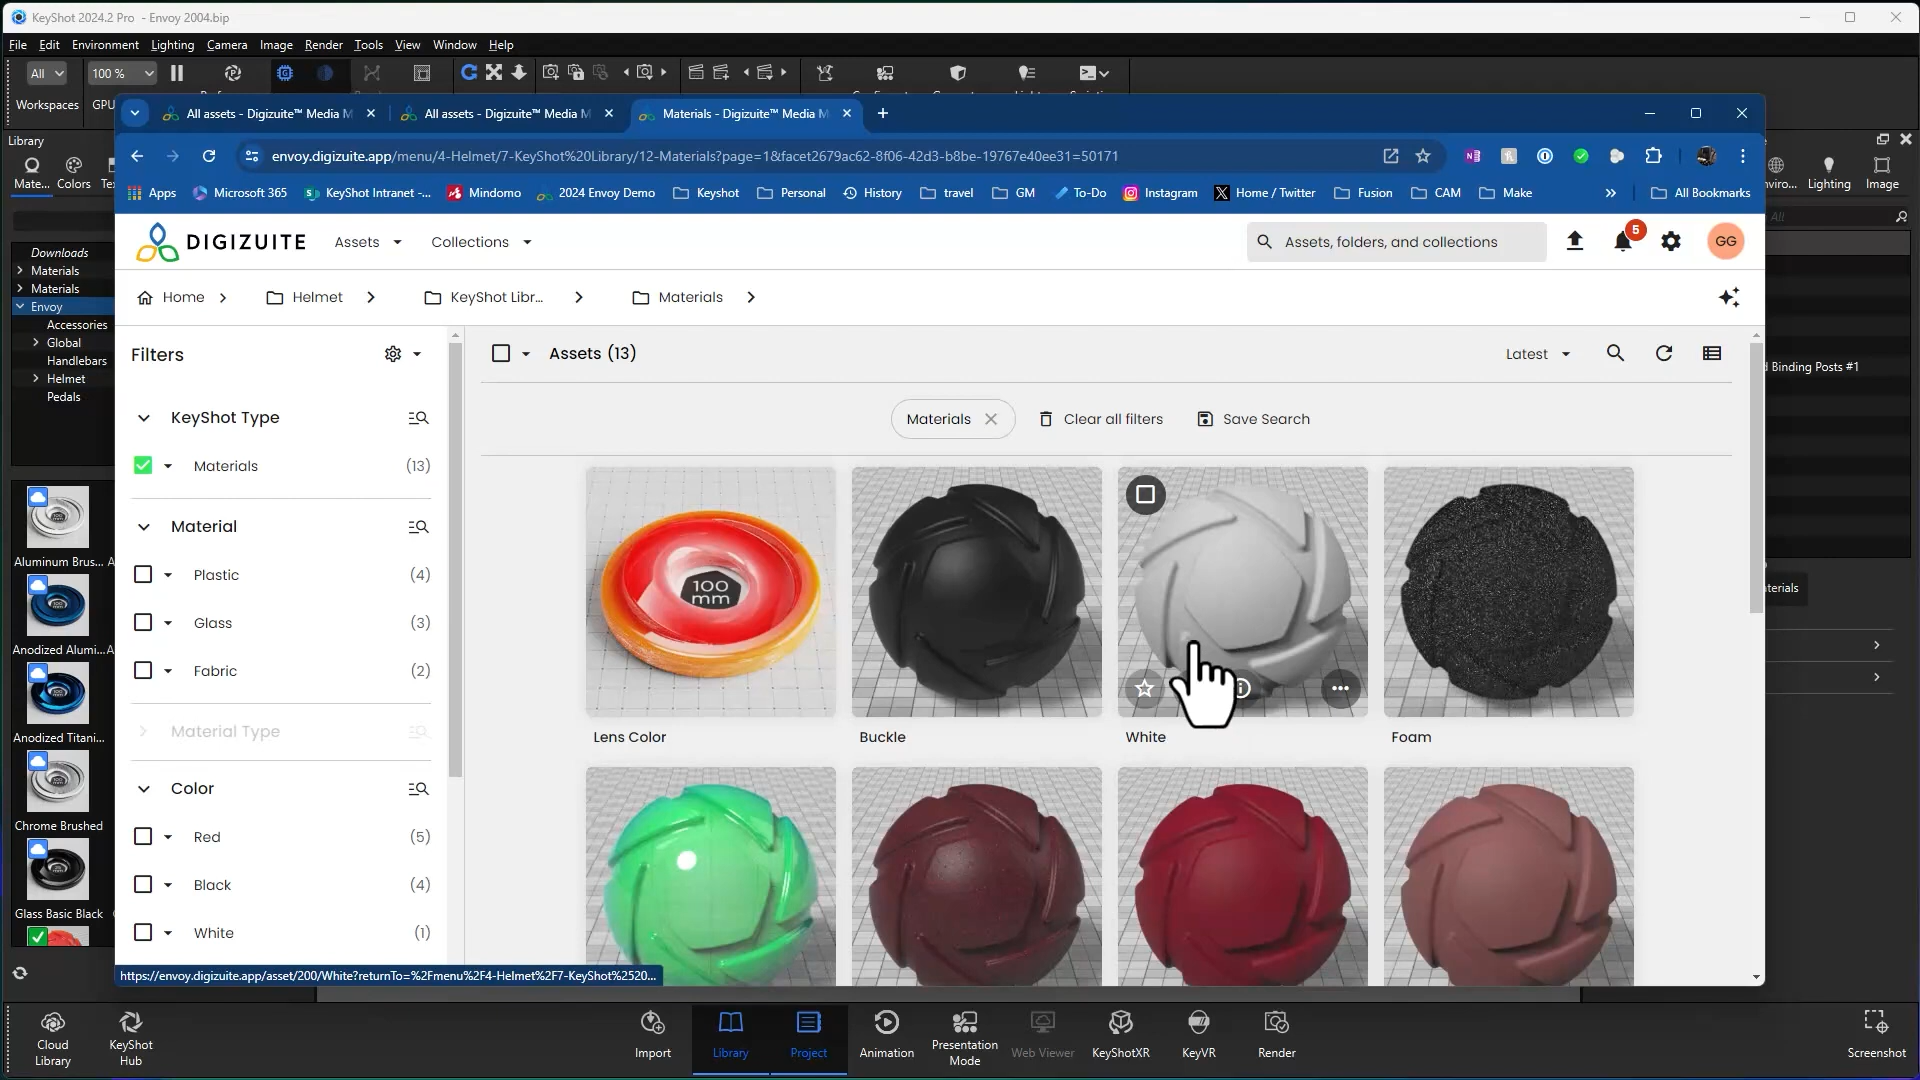 KeyShot 2024.2 Pro - Envoy 2004.bip
File Edit Environment Lighting Camera Image Render Tools View Window Help
All
100 %
Workspaces
GPU
All assets - Digizuite™ Media M
All assets - Digizuite™ Media M
Materials - Digizuite™ Media M
envoy.digizuite.app/menu/4-Helmet/7-KeyShot%20Library/12-Materials?page=1&facet2679ac62-8f06-42d3-b8be-19767e40ee31=50171
Apps Microsoft 365 KeyShot Intranet -... Mindomo 2024 Envoy Demo Keyshot Personal History travel GM To-Do Instagram Home / Twitter Fusion CAM Make All Bookmarks
DIGIZUITE
Assets
Collections
Assets, folders, and collections
5
GG
Home
Helmet
KeyShot Libr...
Materials
Library
Mate...
Colors
Downloads
Materials
Materials
Envoy
Accessories
Global
Handlebars
Helmet
Pedals
Aluminum Brus...
Anodized Alumi...
Anodized Titani...
Chrome Brushed
Glass Basic Black
Filters
KeyShot Type
Materials (13)
Material
Plastic (4)
Glass (3)
Fabric (2)
Material Type
Color
Red (5)
Black (4)
White (1)
Assets (13)
Latest
Materials
Clear all filters
Save Search
100
mm
Lens Color
Buckle
White
Foam
https://envoy.digizuite.app/asset/200/White?returnTo=%2Fmenu%2F4-Helmet%2F7-KeyShot%2520...
Lighting
Image
All
Binding Posts #1
Cloud
Library
KeyShot
Hub
Import
Library
Project
Animation
Presentation
Mode
Web Viewer
KeyShotXR
KeyVR
Render
Screenshot